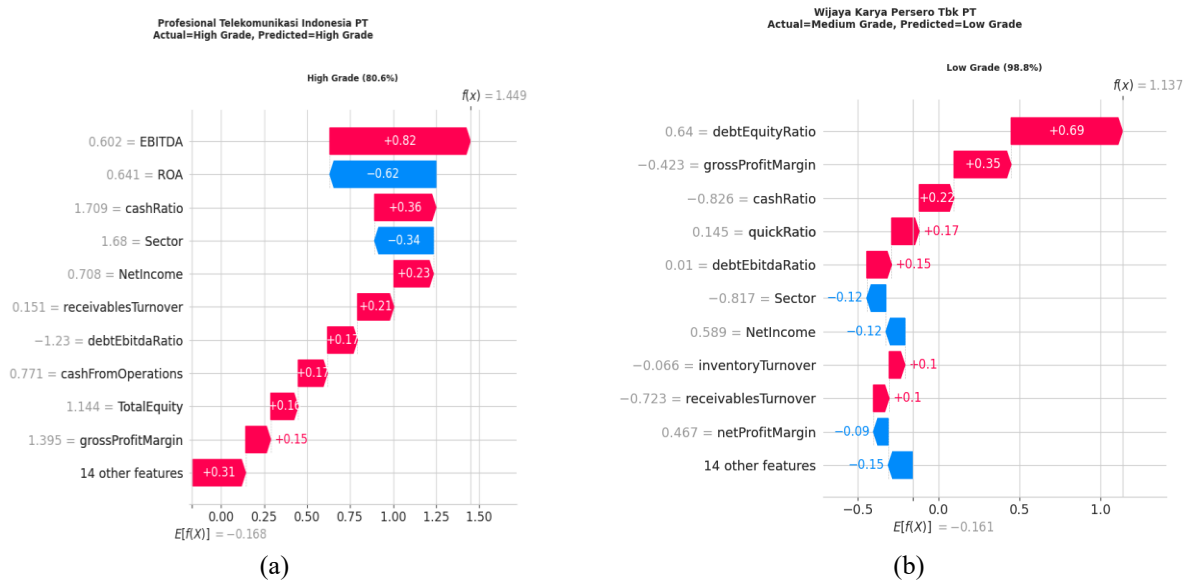 Profesional Telekomunikasi Indonesia PT
Actual=High Grade, Predicted=High Grade
High Grade (80.6%)
f(x) = 1.449
0.602 = EBITDA
+0.82
0.641 = ROA
−0.62
1.709 = cashRatio
+0.36
1.68 = Sector
−0.34
0.708 = NetIncome
+0.23
0.151 = receivablesTurnover
+0.21
−1.23 = debtEbitdaRatio
+0.17
0.771 = cashFromOperations
+0.17
1.144 = TotalEquity
+0.16
1.395 = grossProfitMargin
+0.15
14 other features
+0.31
0.00 0.25 0.50 0.75 1.00 1.25 1.50
E[f(X)] = −0.168
(a)
Wijaya Karya Persero Tbk PT
Actual=Medium Grade, Predicted=Low Grade
Low Grade (98.8%)
f(x) = 1.137
0.64 = debtEquityRatio
+0.69
−0.423 = grossProfitMargin
+0.35
−0.826 = cashRatio
+0.22
0.145 = quickRatio
+0.17
0.01 = debtEbitdaRatio
+0.15
−0.817 = Sector
−0.12
0.589 = NetIncome
−0.12
−0.066 = inventoryTurnover
+0.1
−0.723 = receivablesTurnover
+0.1
0.467 = netProfitMargin
−0.09
14 other features
−0.15
−0.5 0.0 0.5 1.0
E[f(X)] = −0.161
(b)